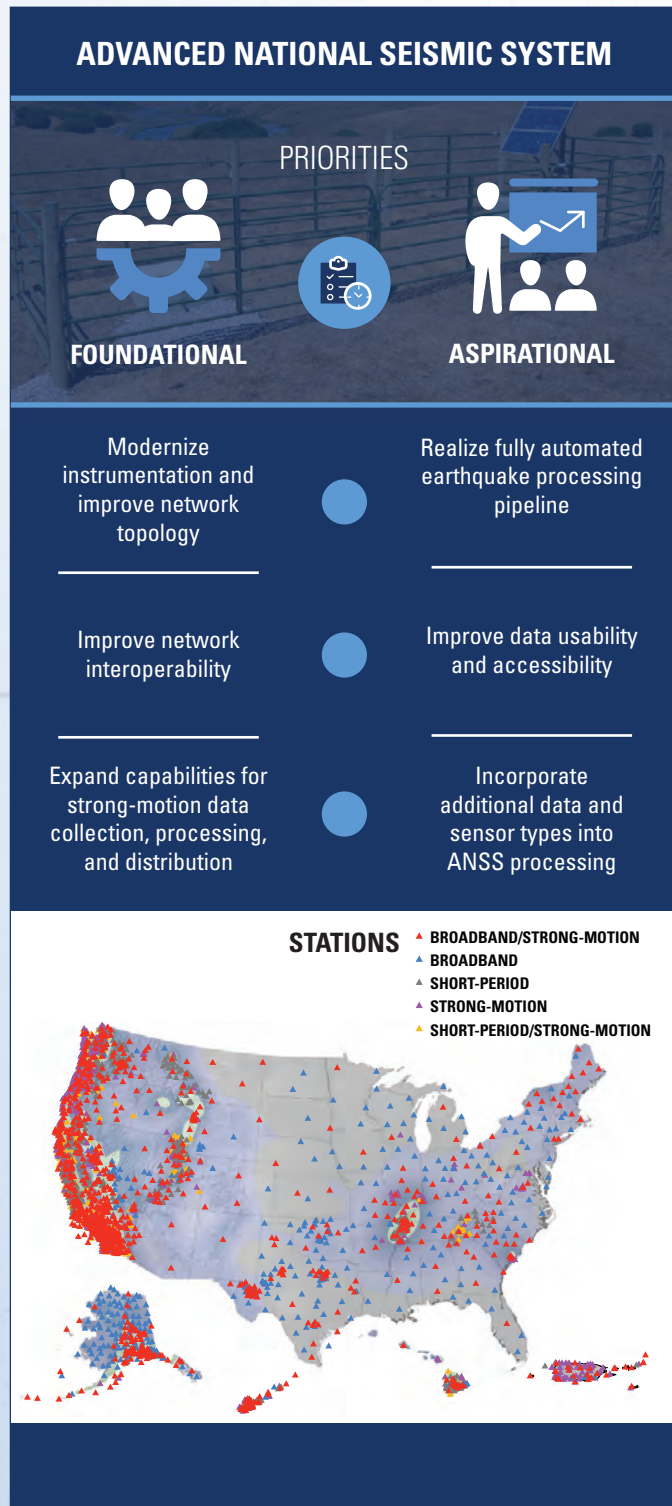 ADVANCED NATIONAL SEISMIC SYSTEM
PRIORITIES
FOUNDATIONAL
ASPIRATIONAL
Modernize
instrumentation and
improve network
topology
Realize fully automated
earthquake processing
pipeline
Improve network
interoperability
Improve data usability
and accessibility
Expand capabilities for
strong-motion data
collection, processing,
and distribution
Incorporate
additional data and
sensor types into
ANSS processing
STATIONS
BROADBAND/STRONG-MOTION
BROADBAND
SHORT-PERIOD
STRONG-MOTION
SHORT-PERIOD/STRONG-MOTION